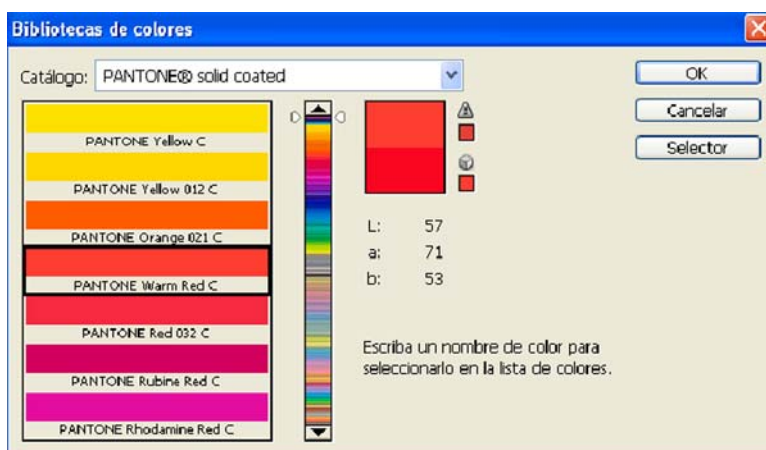 Bibliotecas de colores
Catálogo: PANTONE® solid coated
OK
Cancelar
Selector
PANTONE Yellow C
PANTONE Yellow 012 C
PANTONE Orange 021 C
PANTONE Warm Red C
PANTONE Red 032 C
PANTONE Rubine Red C
PANTONE Rhodamine Red C
L: 57
a: 71
b: 53
Escriba un nombre de color para
seleccionarlo en la lista de colores.